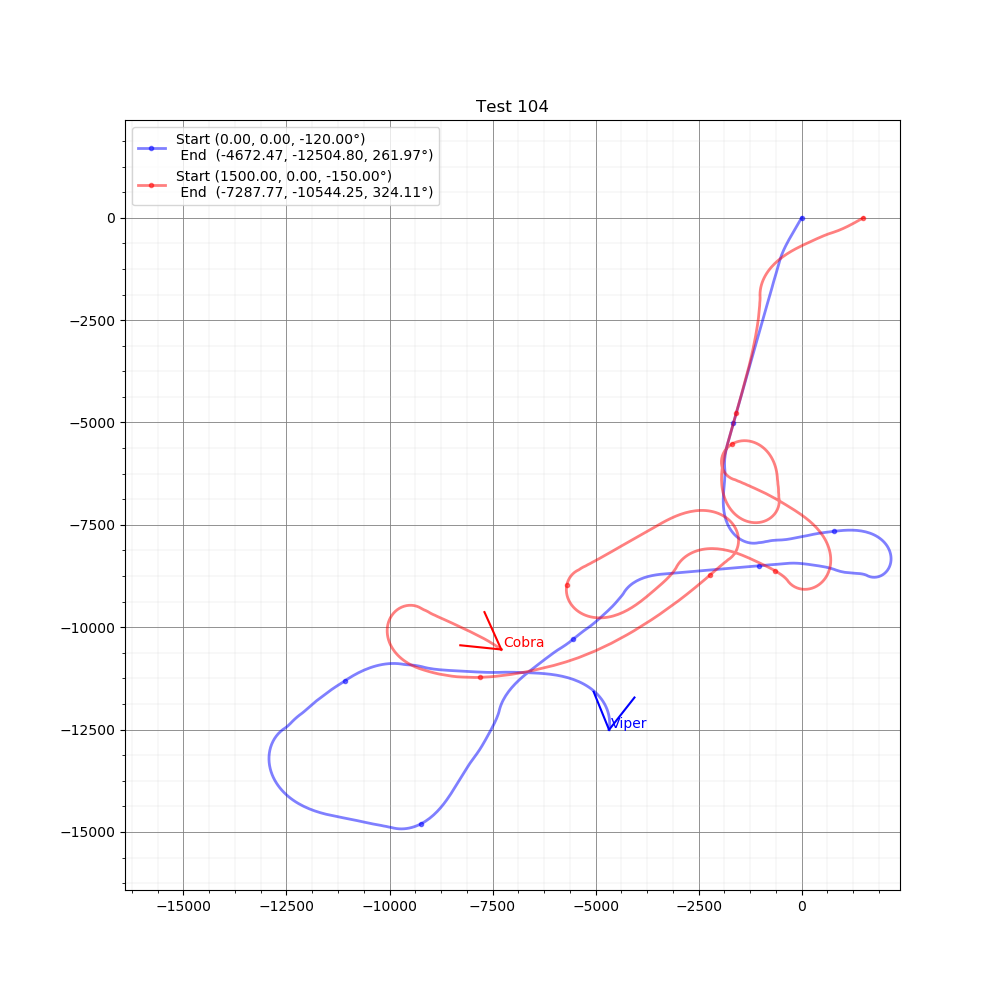 Test 104
Start (0.00, 0.00, -120.00°)
End (-4672.47, -12504.80, 261.97°)
Start (1500.00, 0.00, -150.00°)
End (-7287.77, -10544.25, 324.11°)
0
−2500
−5000
−7500
−10000
−12500
−15000
Cobra
Viper
−15000 −12500 −10000 −7500 −5000 −2500 0